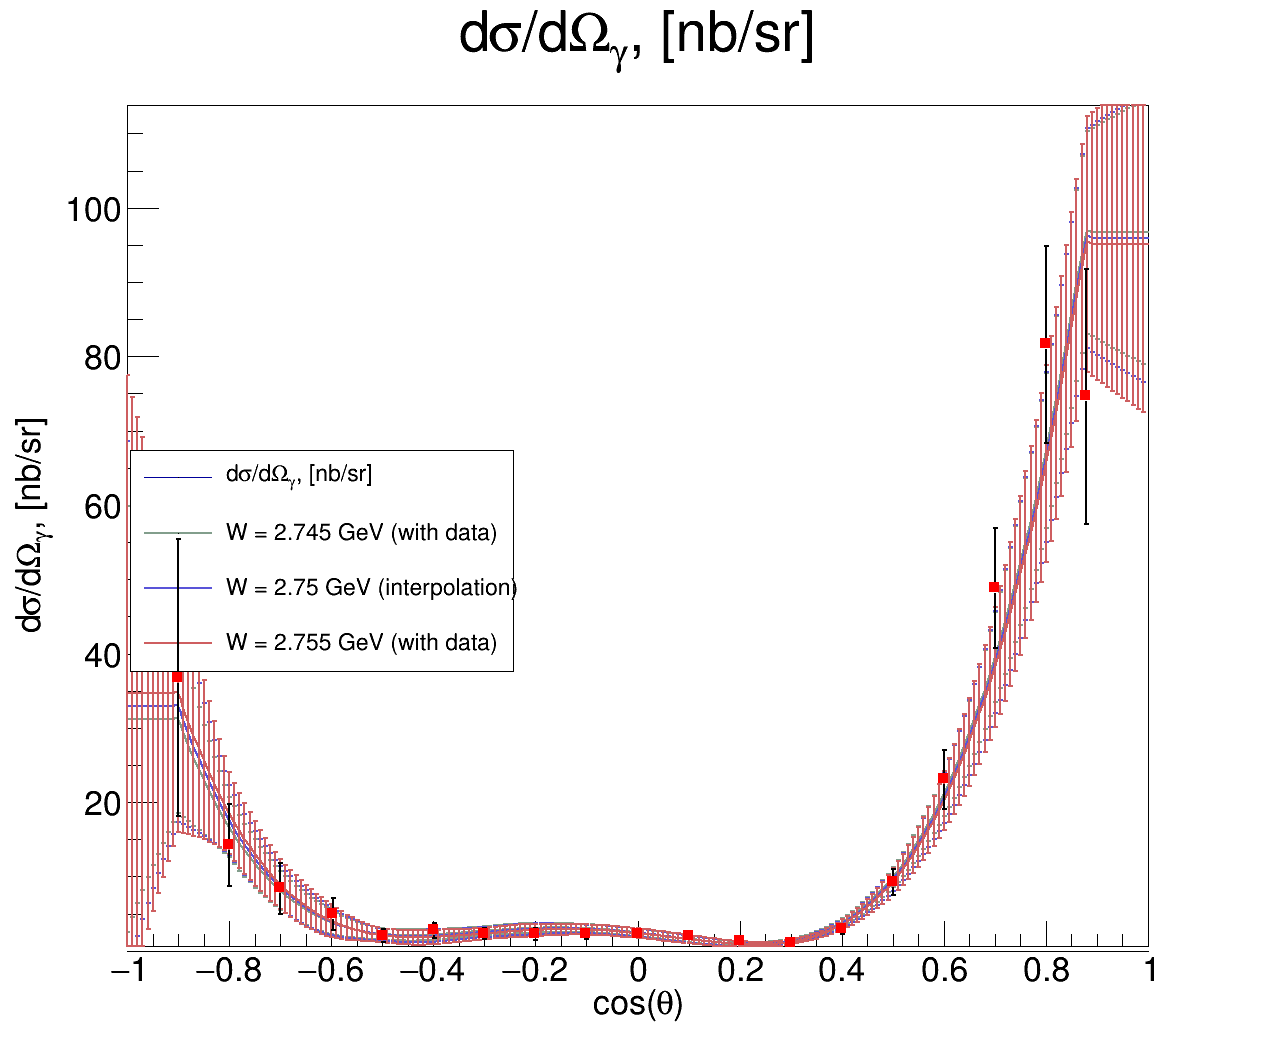 dσ/dΩγ, [nb/sr]
dσ/dΩγ, [nb/sr]
100
80
60
40
20
dσ/dΩγ, [nb/sr]
W = 2.745 GeV (with data)
W = 2.75 GeV (interpolation)
W = 2.755 GeV (with data)
−1 −0.8 −0.6 −0.4 −0.2 0 0.2 0.4 0.6 0.8 1
cos(θ)